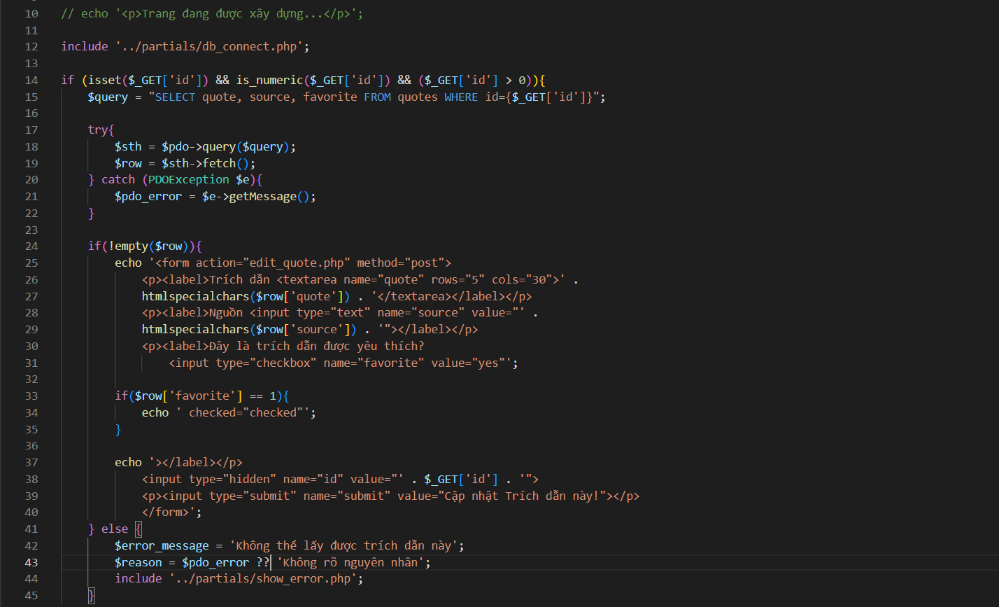 10 // echo '<p>Trang đang được xây dựng...</p>';
11
12 include '../partials/db_connect.php';
13
14 if (isset($_GET['id']) && is_numeric($_GET['id']) && ($_GET['id'] > 0)){
15     $query = "SELECT quote, source, favorite FROM quotes WHERE id={$_GET['id']}";
16
17     try{
18         $sth = $pdo->query($query);
19         $row = $sth->fetch();
20     } catch (PDOException $e){
21         $pdo_error = $e->getMessage();
22     }
23
24     if(!empty($row)){
25         echo '<form action="edit_quote.php" method="post">
26             <p><label>Trích dẫn <textarea name="quote" rows="5" cols="30">' .
27             htmlspecialchars($row['quote']) . '</textarea></label></p>
28             <p><label>Nguồn <input type="text" name="source" value="' .
29             htmlspecialchars($row['source']) . '"></label></p>
30             <p><label>Đây là trích dẫn được yêu thích?
31                 <input type="checkbox" name="favorite" value="yes"';
32
33         if($row['favorite'] == 1){
34             echo ' checked="checked"';
35         }
36
37         echo '></label></p>
38             <input type="hidden" name="id" value="' . $_GET['id'] . '">
39             <p><input type="submit" name="submit" value="Cập nhật Trích dẫn này!"></p>
40             </form>';
41     } else {
42         $error_message = 'Không thể lấy được trích dẫn này';
43         $reason = $pdo_error ?? 'Không rõ nguyên nhân';
44         include '../partials/show_error.php';
45     }